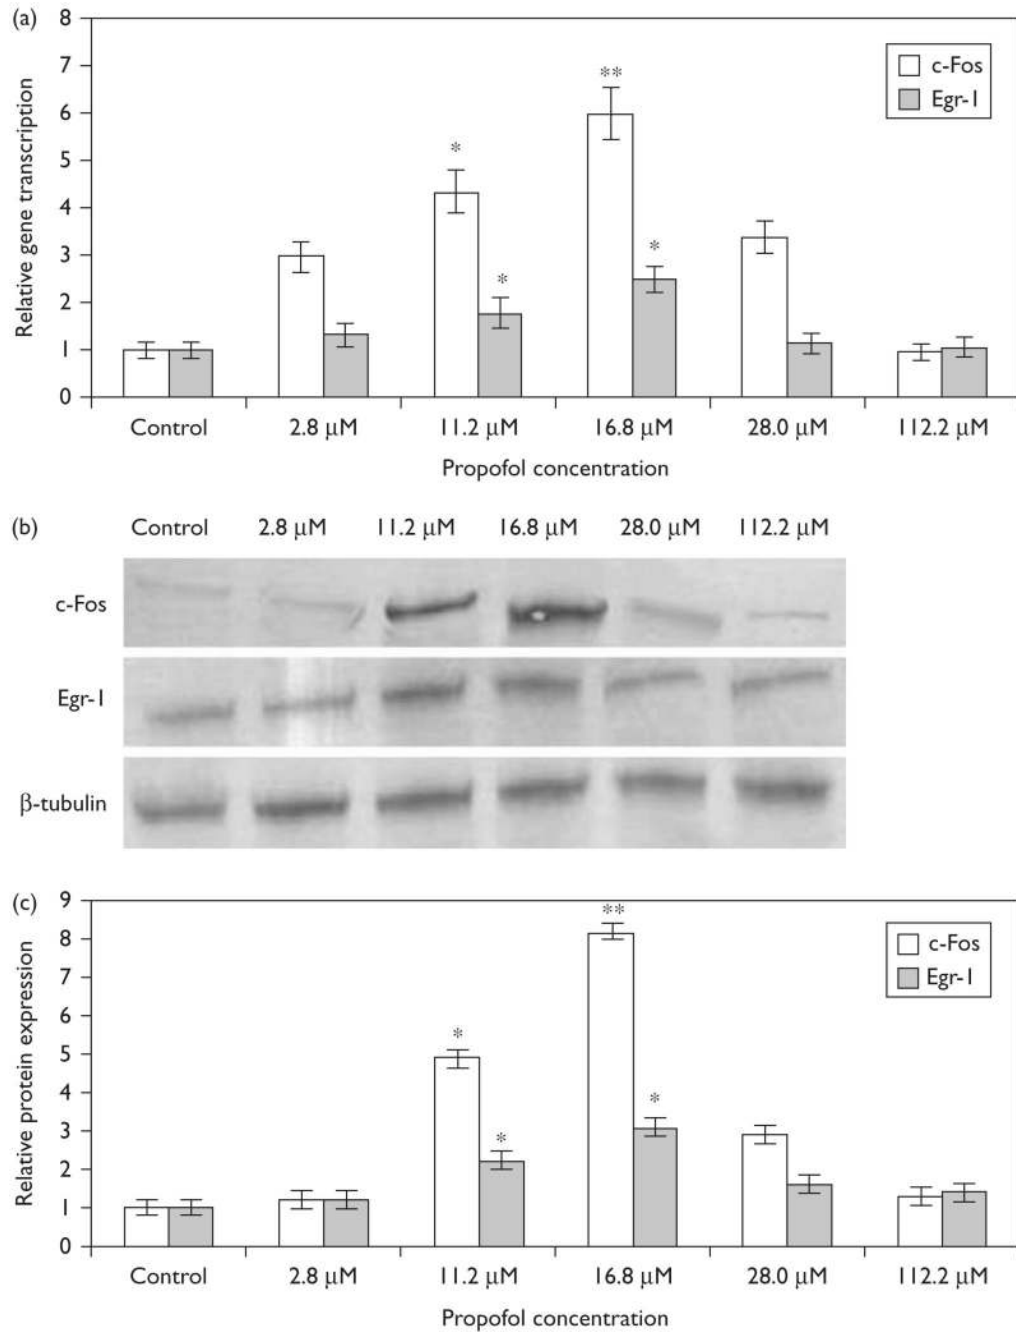 (a)
8
7
6
5
4
3
2
1
0
Relative gene transcription
c-Fos
Egr-1
*
*
**
*
Control 2.8 µM 11.2 µM 16.8 µM 28.0 µM 112.2 µM
Propofol concentration
(b)
Control 2.8 µM 11.2 µM 16.8 µM 28.0 µM 112.2 µM
c-Fos
Egr-1
β-tubulin
(c)
9
8
7
6
5
4
3
2
1
0
Relative protein expression
c-Fos
Egr-1
*
*
**
*
Control 2.8 µM 11.2 µM 16.8 µM 28.0 µM 112.2 µM
Propofol concentration